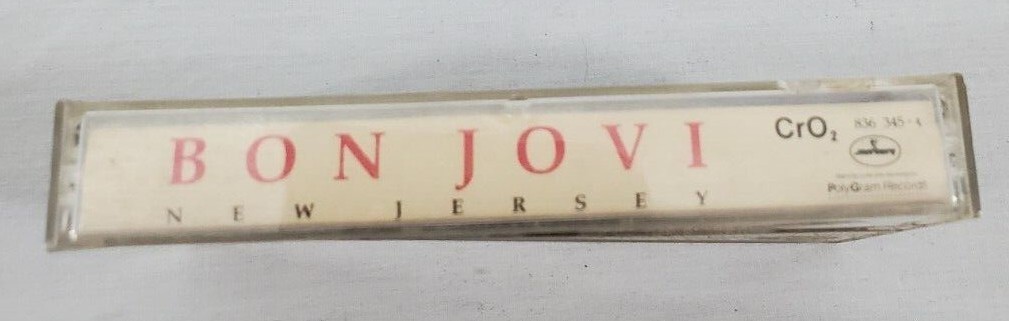 BON JOVI
NEW JERSEY
CrO₂
836 345-4
PolyGram Records